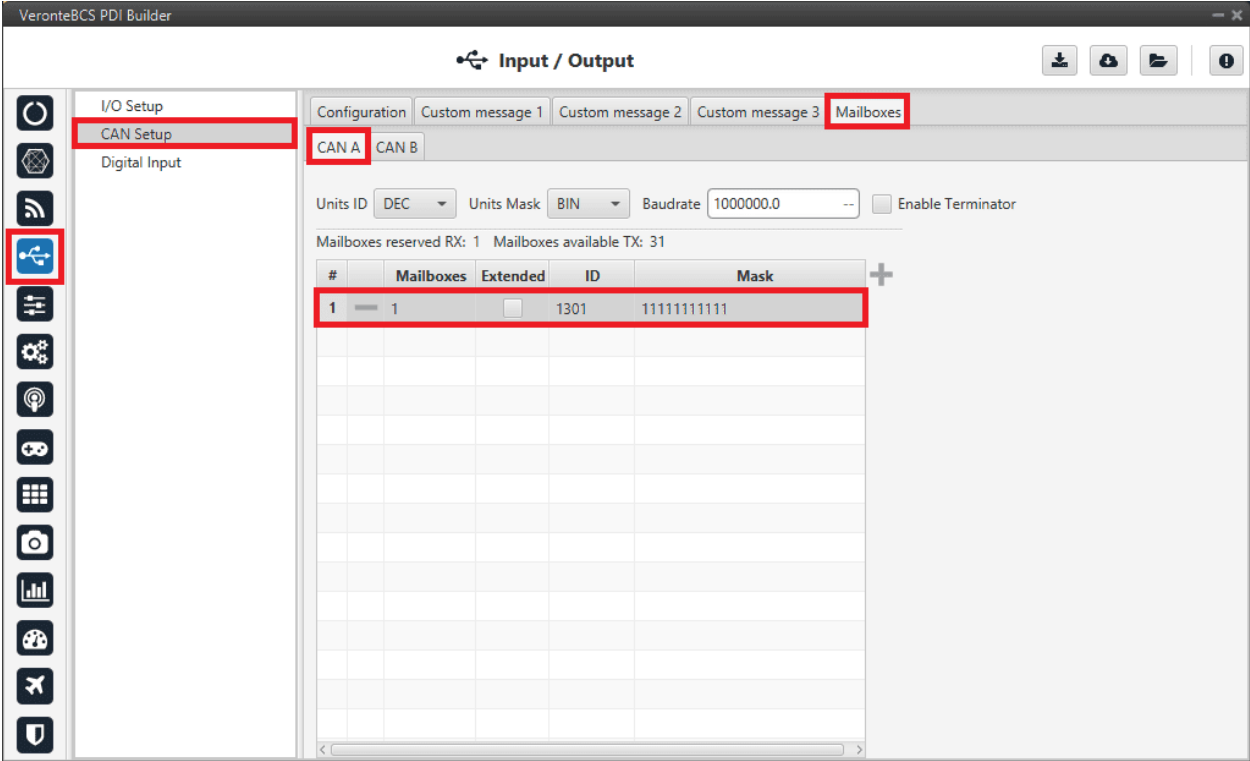 VeronteBCS PDI Builder
Input / Output
I/O Setup
CAN Setup
Digital Input
Configuration Custom message 1 Custom message 2 Custom message 3 Mailboxes
CAN A CAN B
Units ID DEC Units Mask BIN Baudrate 1000000.0 -- Enable Terminator
Mailboxes reserved RX: 1 Mailboxes available TX: 31
# Mailboxes Extended ID Mask
1 1 1301 11111111111